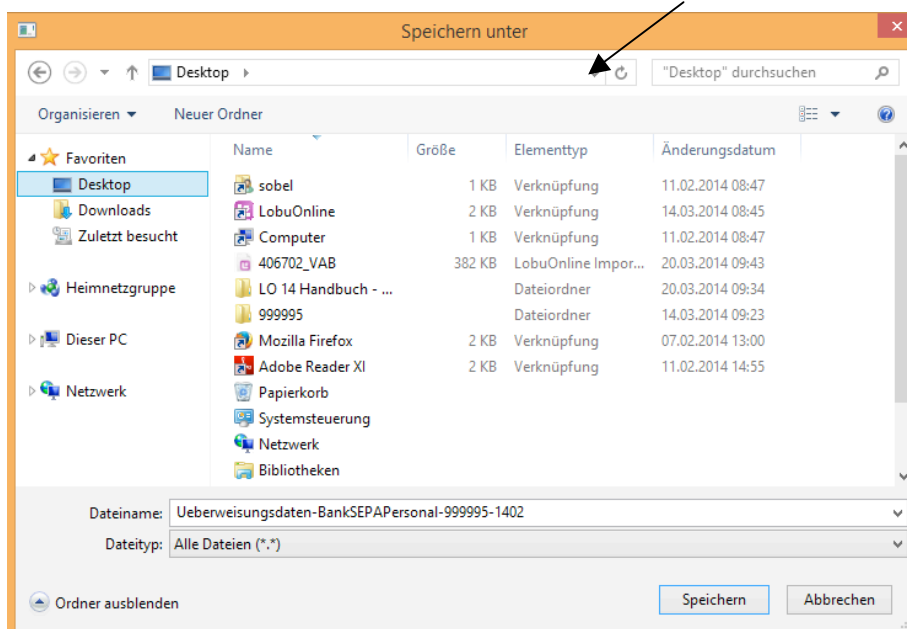 Speichern unter
Desktop
"Desktop" durchsuchen
Organisieren Neuer Ordner
Name Größe Elementtyp Änderungsdatum
Favoriten
Desktop
Downloads
Zuletzt besucht
Heimnetzgruppe
Dieser PC
Netzwerk
sobel 1 KB Verknüpfung 11.02.2014 08:47
LobuOnline 2 KB Verknüpfung 14.03.2014 08:45
Computer 1 KB Verknüpfung 11.02.2014 08:47
406702_VAB 382 KB LobuOnline Impor... 20.03.2014 09:43
LO 14 Handbuch - ... Dateiordner 20.03.2014 09:34
999995 Dateiordner 14.03.2014 09:23
Mozilla Firefox 2 KB Verknüpfung 07.02.2014 13:00
Adobe Reader XI 2 KB Verknüpfung 11.02.2014 14:55
Papierkorb
Systemsteuerung
Netzwerk
Bibliotheken
Dateiname: Ueberweisungsdaten-BankSEPAPersonal-999995-1402
Dateityp: Alle Dateien (*.*)
Ordner ausblenden Speichern Abbrechen